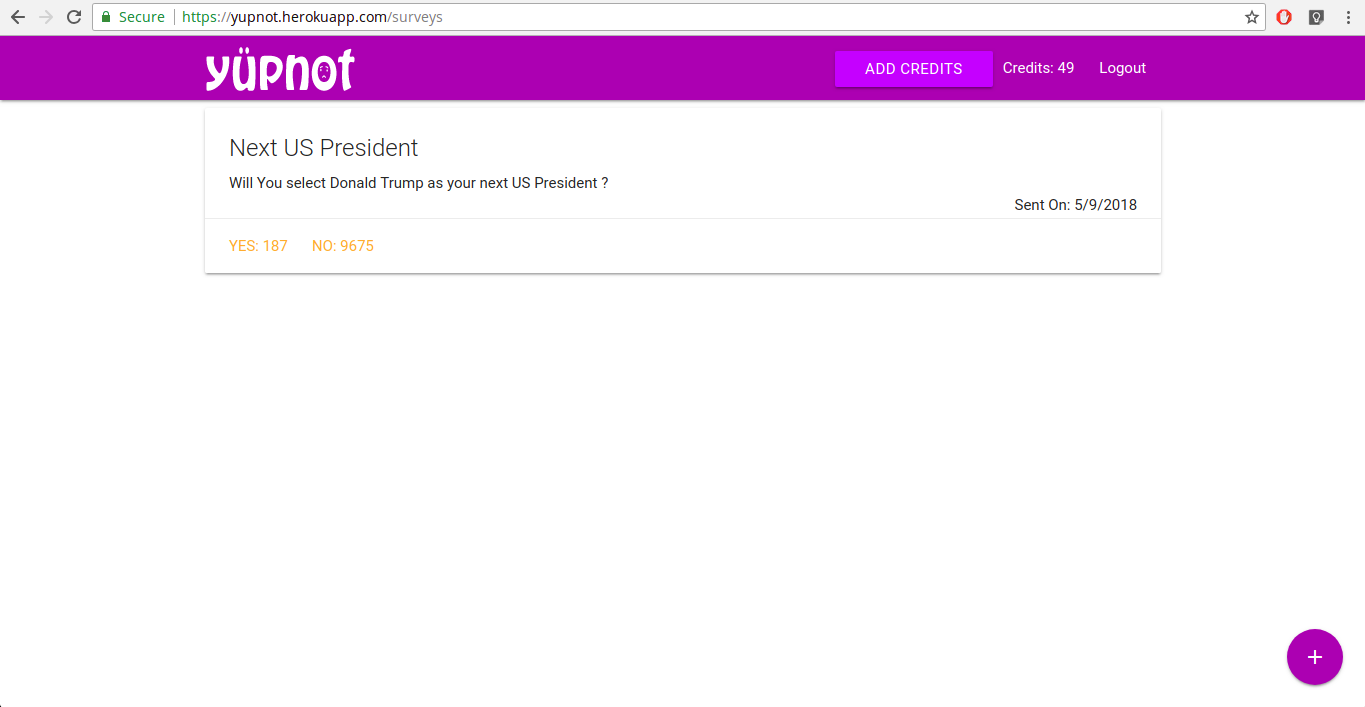 Secure https://yupnot.herokuapp.com/surveys
yüpnot ADD CREDITS Credits: 49 Logout
Next US President
Will You select Donald Trump as your next US President ?
Sent On: 5/9/2018
YES: 187 NO: 9675
+